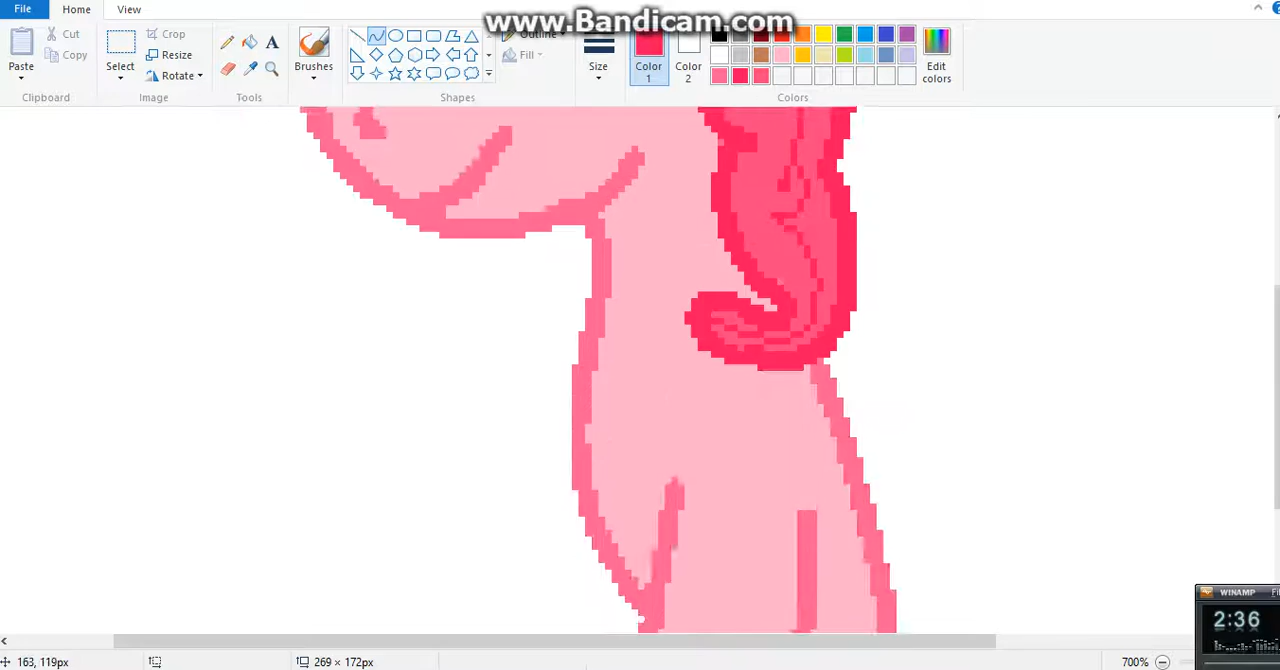 www.Bandicam.com
File
Home
View
Paste
Cut
Copy
Clipboard
Select
Crop
Resize
Rotate
Image
Tools
Brushes
Outline
Fill
Shapes
Size
Color
1
Color
2
Edit
colors
Colors
WINAMP
2:36
163, 119px
269 × 172px
700%